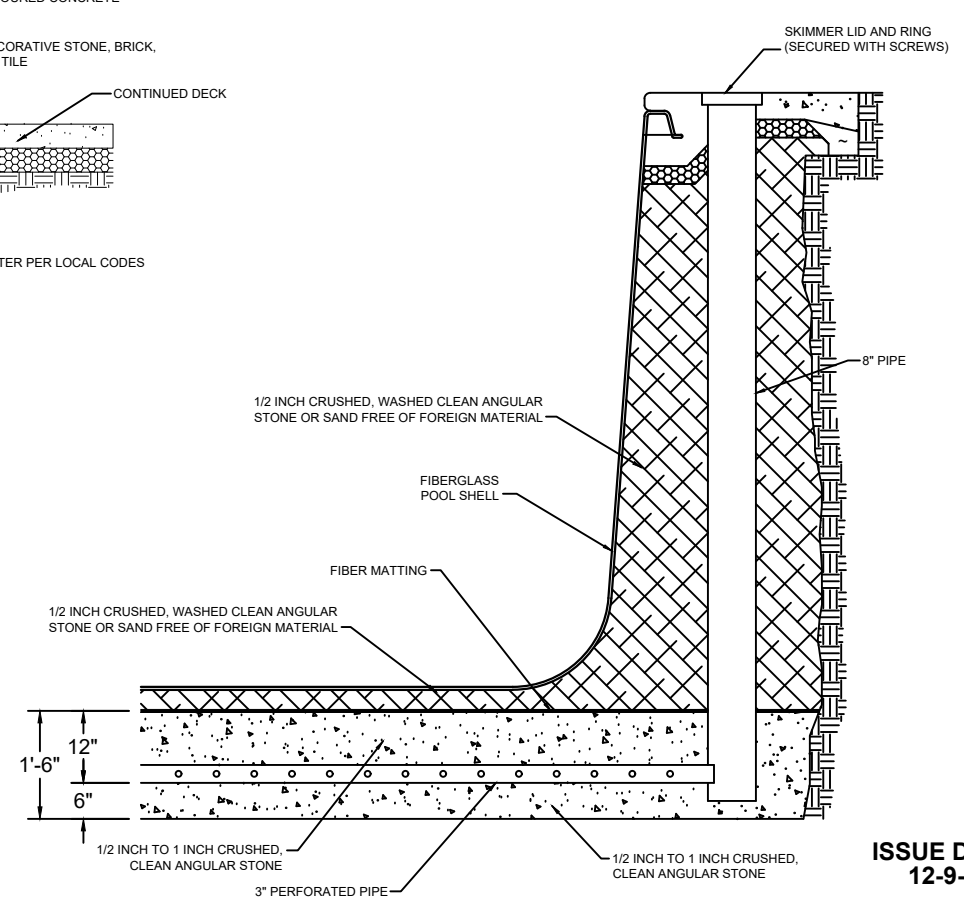 CONCRETE
STONE, BRICK,
TILE
CONTINUED DECK
PER LOCAL CODES
SKIMMER LID AND RING
(SECURED WITH SCREWS)
8" PIPE
1/2 INCH CRUSHED, WASHED CLEAN ANGULAR
STONE OR SAND FREE OF FOREIGN MATERIAL
FIBERGLASS
POOL SHELL
FIBER MATTING
1/2 INCH CRUSHED, WASHED CLEAN ANGULAR
STONE OR SAND FREE OF FOREIGN MATERIAL
12"
1'-6"
6"
1/2 INCH TO 1 INCH CRUSHED,
CLEAN ANGULAR STONE
3" PERFORATED PIPE
1/2 INCH TO 1 INCH CRUSHED,
CLEAN ANGULAR STONE
ISSUE D
12-9-